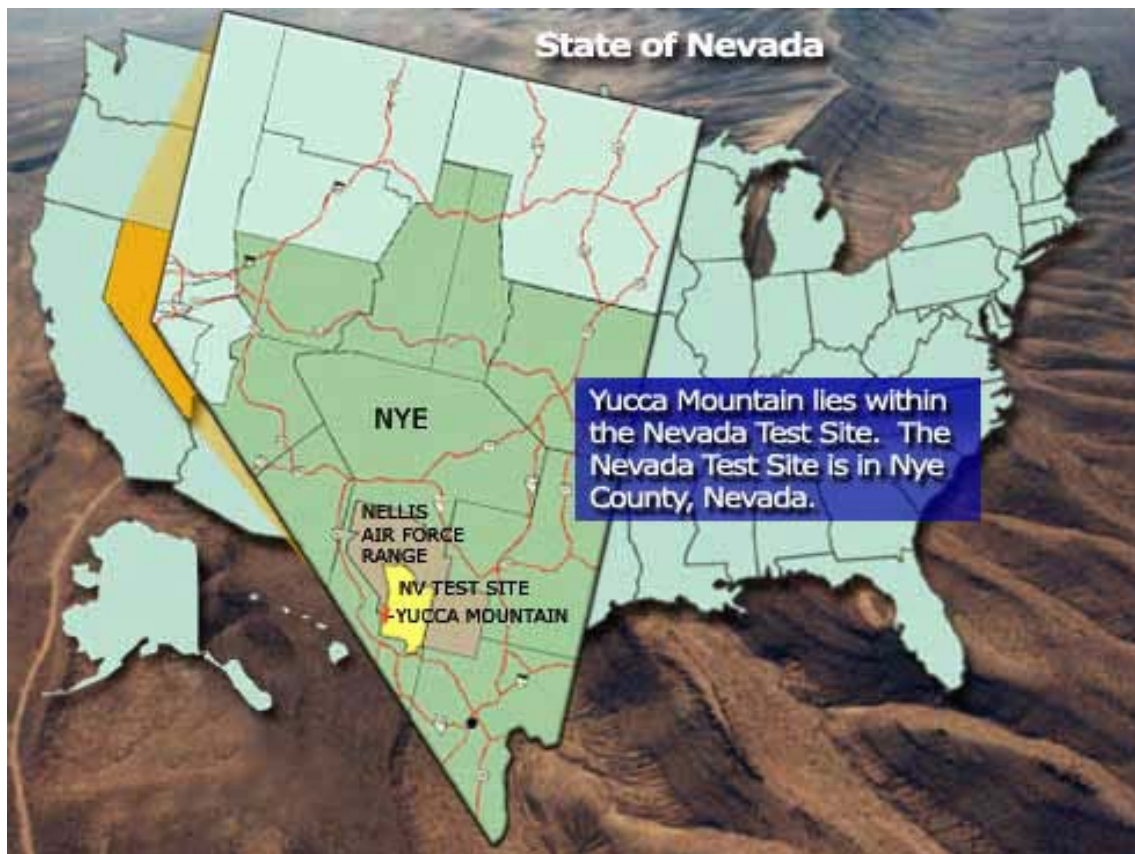 State of Nevada
NYE
Yucca Mountain lies within
the Nevada Test Site. The
Nevada Test Site is in Nye
County, Nevada.
NELLIS
AIR FORCE
RANGE
NV TEST SITE
YUCCA MOUNTAIN